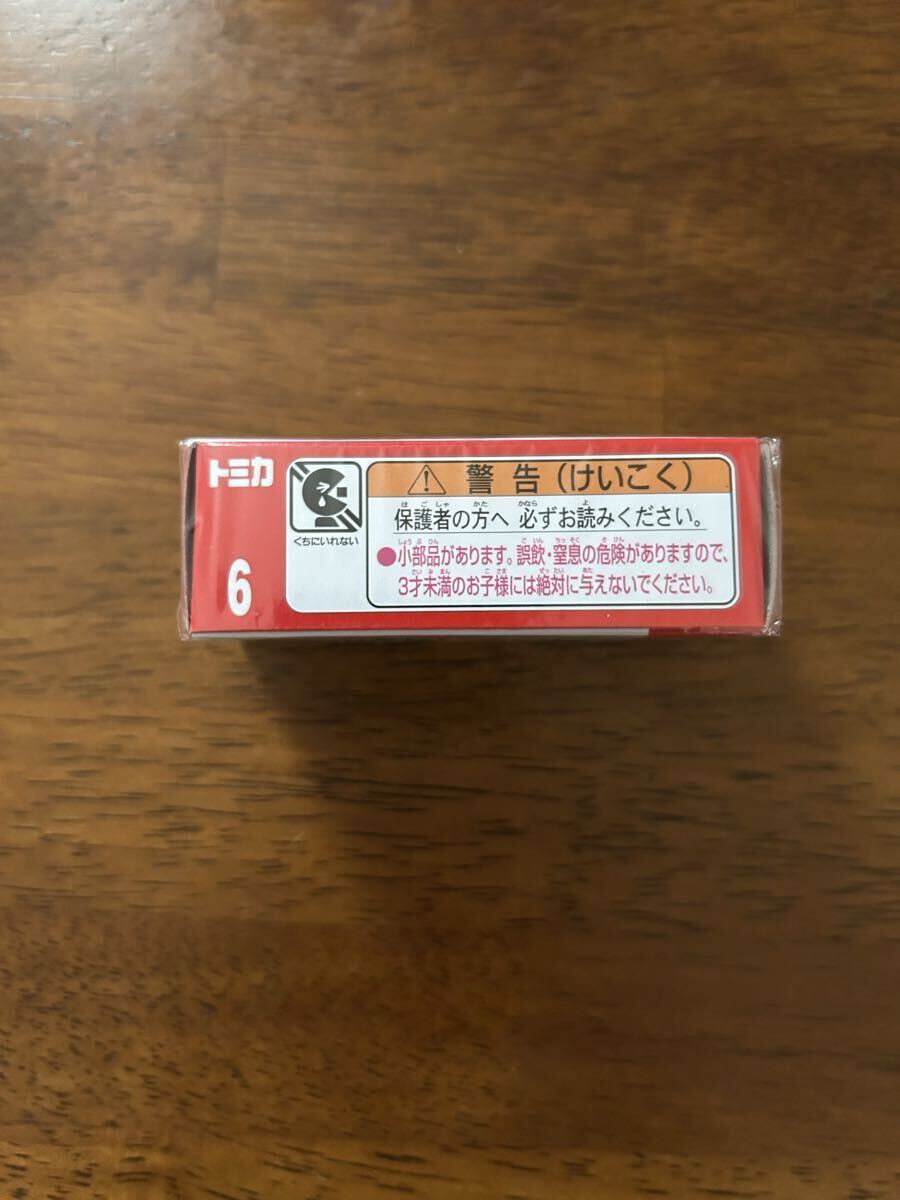 トミカ
6
くちにいれない
警告(けいこく)
保護者の方へ 必ずお読みください。
●小部品があります。誤飲・窒息の危険がありますので、
3才未満のお子様には絶対に与えないでください。